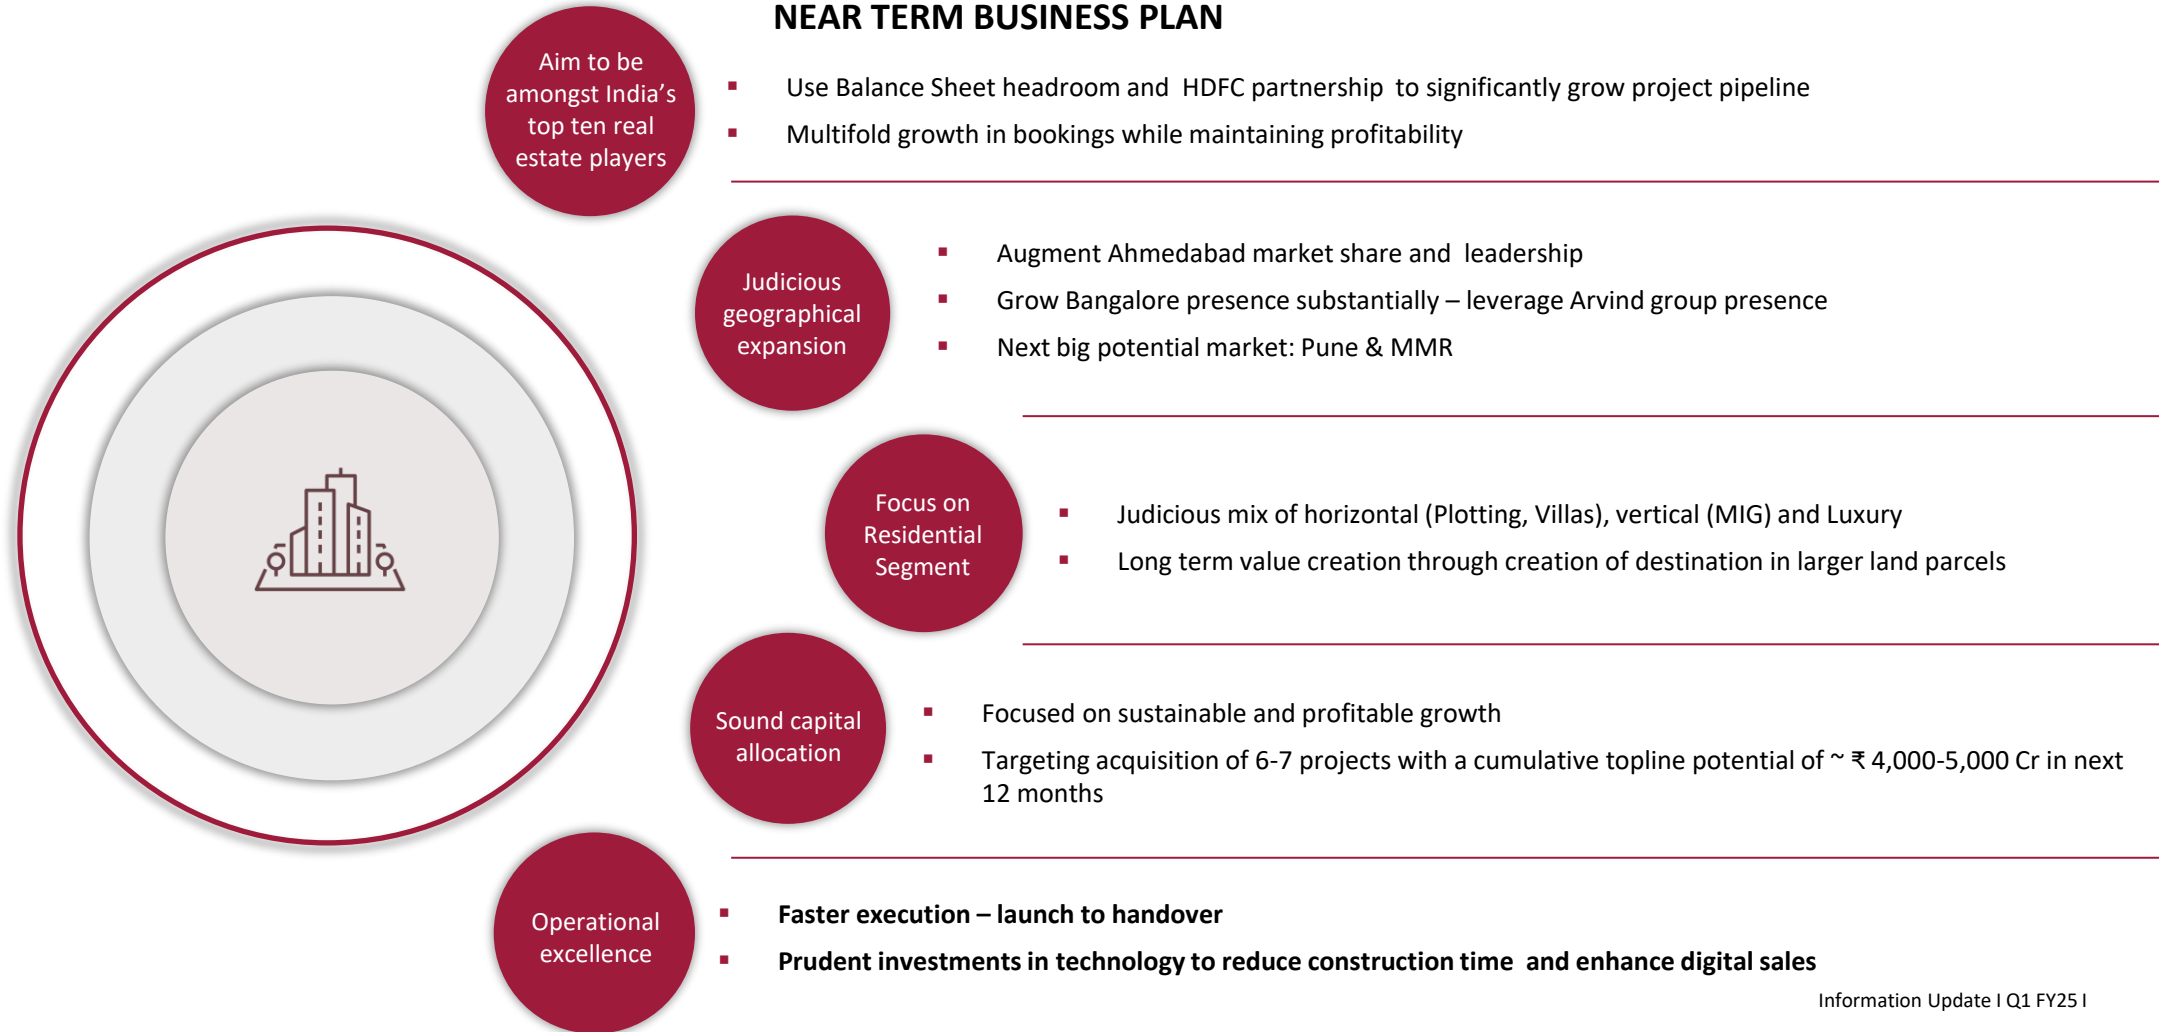 NEAR TERM BUSINESS PLAN
Aim to be
amongst India’s
top ten real
estate players
▪ Use Balance Sheet headroom and HDFC partnership to significantly grow project pipeline
▪ Multifold growth in bookings while maintaining profitability
Judicious
geographical
expansion
▪ Augment Ahmedabad market share and leadership
▪ Grow Bangalore presence substantially – leverage Arvind group presence
▪ Next big potential market: Pune & MMR
Focus on
Residential
Segment
▪ Judicious mix of horizontal (Plotting, Villas), vertical (MIG) and Luxury
▪ Long term value creation through creation of destination in larger land parcels
Sound capital
allocation
▪ Focused on sustainable and profitable growth
▪ Targeting acquisition of 6-7 projects with a cumulative topline potential of ~ ₹ 4,000-5,000 Cr in next
12 months
Operational
excellence
▪ Faster execution – launch to handover
▪ Prudent investments in technology to reduce construction time and enhance digital sales
Information Update I Q1 FY25 I